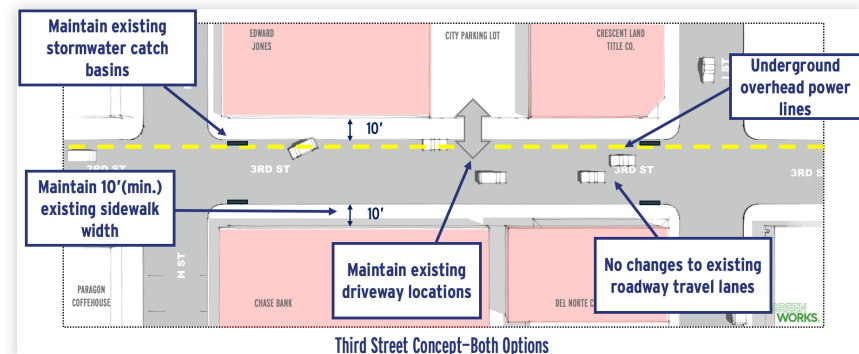 Maintain existing
stormwater catch
basins
EDWARD
JONES
CITY PARKING LOT
CRESCENT LAND
TITLE CO.
I ST
Underground
overhead power
lines
10'
3RD ST
3RD ST
3RD ST
3RD S
Maintain 10'(min.)
existing sidewalk
width
10'
H ST
Maintain existing
driveway locations
No changes to existing
roadway travel lanes
PARAGON
COFFEEHOUSE
CHASE BANK
DEL NORTE C
GREEN
WORKS.
Third Street Concept–Both Options